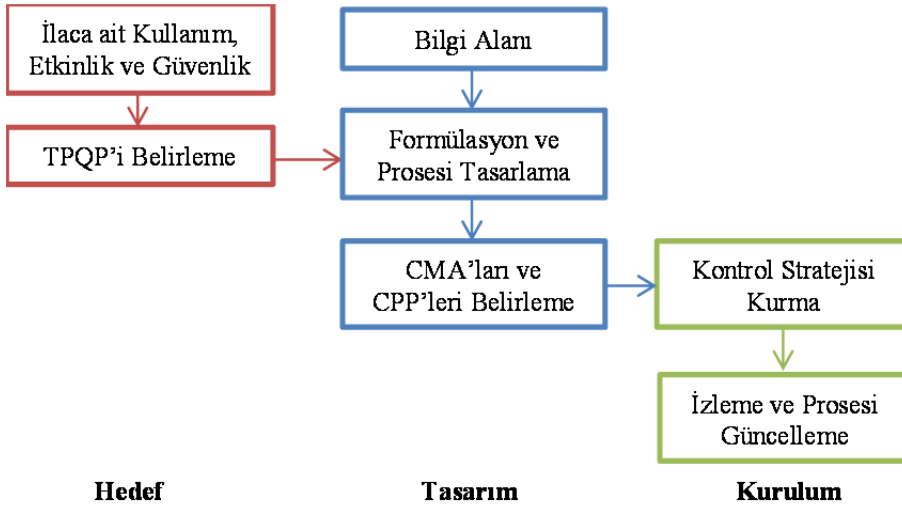 İlaca ait Kullanım,
Etkinlik ve Güvenlik
TPQP’i Belirleme
Bilgi Alanı
Formülasyon ve
Prosesi Tasarlama
CMA’ları ve
CPP’leri Belirleme
Kontrol Stratejisi
Kurma
İzleme ve Prosesi
Güncelleme
Hedef
Tasarım
Kurulum